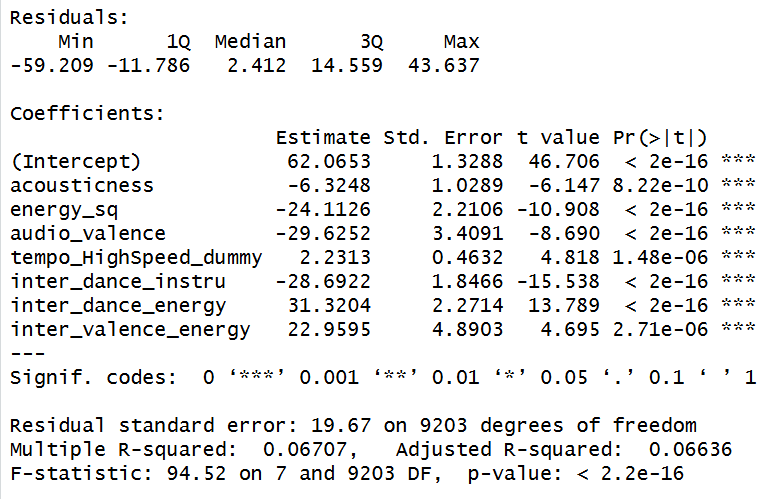 Residuals:
    Min      1Q  Median      3Q     Max
-59.209 -11.786   2.412  14.559  43.637
Coefficients:
                     Estimate Std. Error t value Pr(>|t|)
(Intercept)           62.0653     1.3288  46.706  < 2e-16 ***
acousticness          -6.3248     1.0289  -6.147 8.22e-10 ***
energy_sq            -24.1126     2.2106 -10.908  < 2e-16 ***
audio_valence        -29.6252     3.4091  -8.690  < 2e-16 ***
tempo_HighSpeed_dummy  2.2313     0.4632   4.818 1.48e-06 ***
inter_dance_instru   -28.6922     1.8466 -15.538  < 2e-16 ***
inter_dance_energy    31.3204     2.2714  13.789  < 2e-16 ***
inter_valence_energy  22.9595     4.8903   4.695 2.71e-06 ***
---
Signif. codes:  0 ‘***’ 0.001 ‘**’ 0.01 ‘*’ 0.05 ‘.’ 0.1 ‘ ’ 1
Residual standard error: 19.67 on 9203 degrees of freedom
Multiple R-squared:  0.06707,	Adjusted R-squared:  0.06636
F-statistic: 94.52 on 7 and 9203 DF,  p-value: < 2.2e-16